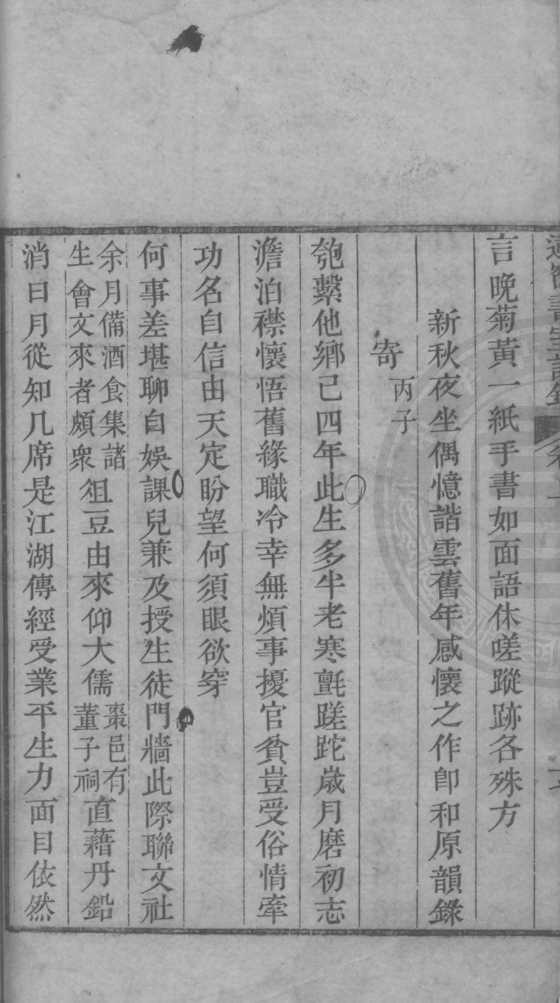 言晚菊黃一紙手書如面語休嗟蹤跡各殊方
新秋夜坐偶憶諧雲舊年感懷之作卽和原韻錄
寄丙子
匏繫他鄉已四年此生多半老寒氈蹉跎歲月磨初志
澹泊襟懷悟舊緣職冷幸無煩事擾官貧豈受俗情牽
功名自信由天定盼望何須眼欲穿
何事差堪聊自娛課兒兼及授生徒門牆此際聯文社
余月備酒食集諸生會文來者頗衆俎豆由來仰大儒棗邑有董子祠直藉丹鉛
消日月從知几席是江湖傳經受業平生力面目依然